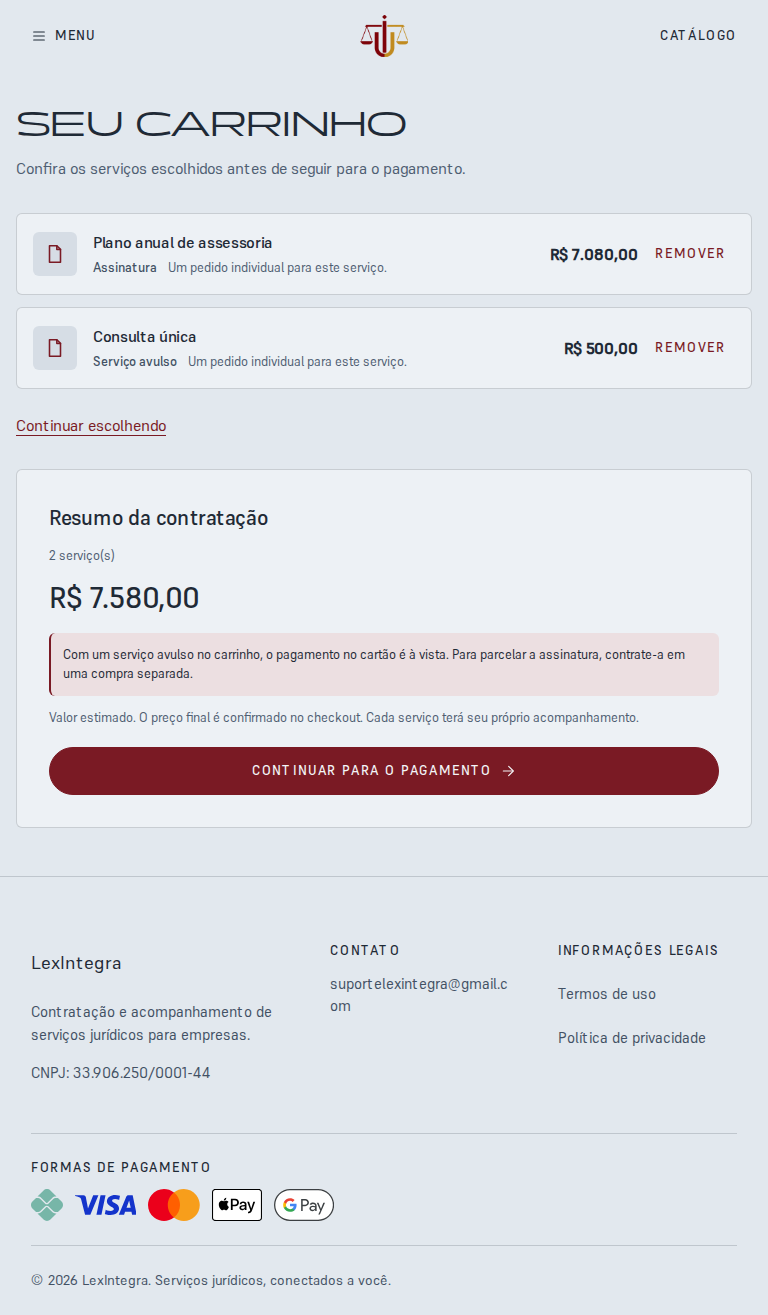 MENU
CATÁLOGO
SEU CARRINHO
Confira os serviços escolhidos antes de seguir para o pagamento.
Plano anual de assessoria
Assinatura Um pedido individual para este serviço.
R$ 7.080,00 REMOVER
Consulta única
Serviço avulso Um pedido individual para este serviço.
R$ 500,00 REMOVER
Continuar escolhendo
Resumo da contratação
2 serviço(s)
R$ 7.580,00
Com um serviço avulso no carrinho, o pagamento no cartão é à vista. Para parcelar a assinatura, contrate-a em
uma compra separada.
Valor estimado. O preço final é confirmado no checkout. Cada serviço terá seu próprio acompanhamento.
CONTINUAR PARA O PAGAMENTO →
LexIntegra
Contratação e acompanhamento de
serviços jurídicos para empresas.
CNPJ: 33.906.250/0001-44
CONTATO
suportelexintegra@gmail.c
om
INFORMAÇÕES LEGAIS
Termos de uso
Política de privacidade
FORMAS DE PAGAMENTO
VISA
Pay
G Pay
© 2026 LexIntegra. Serviços jurídicos, conectados a você.